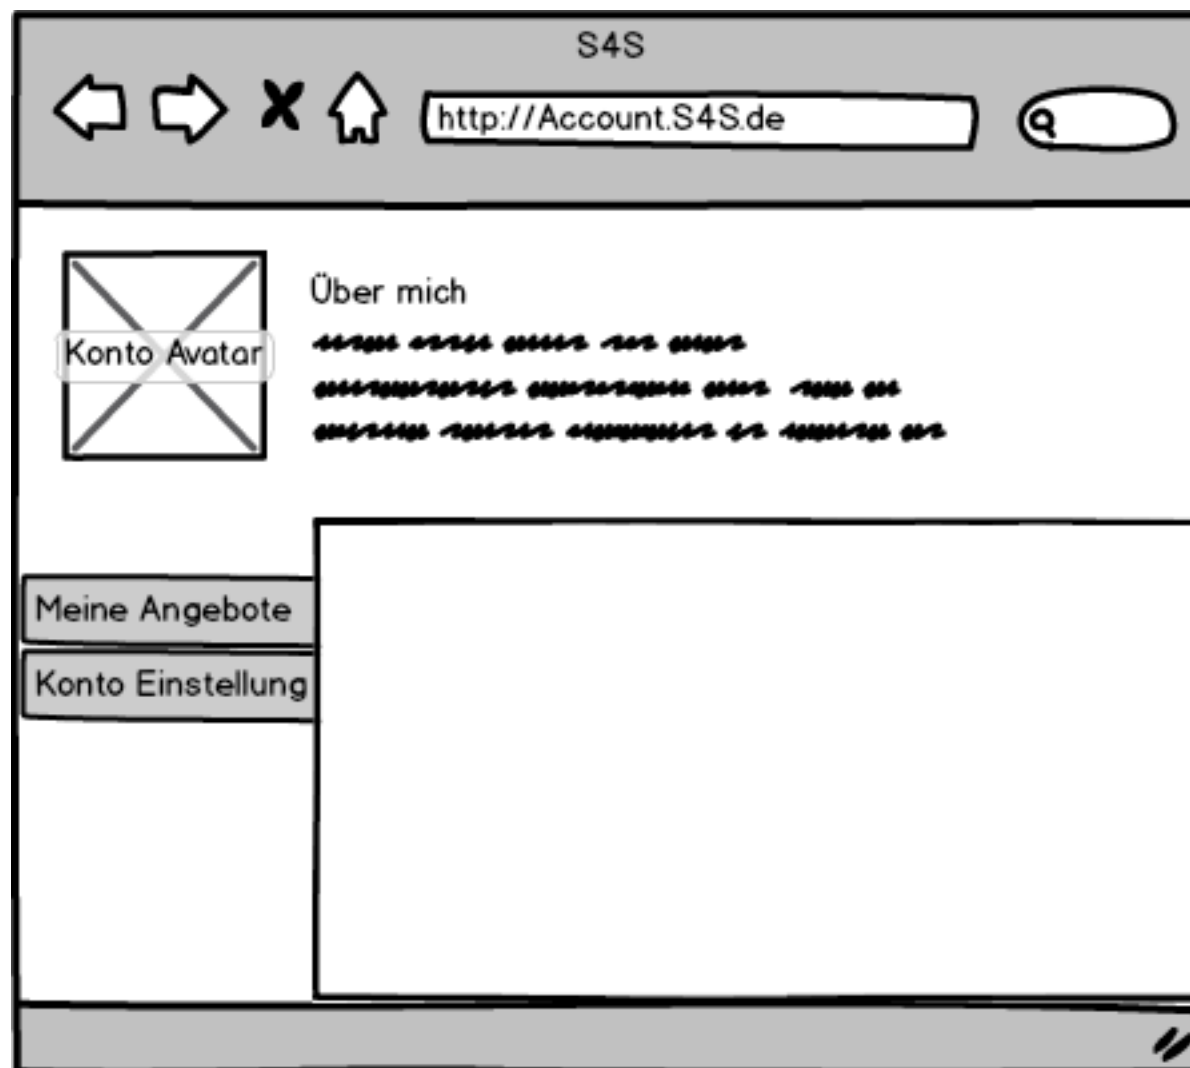 S4S
http://Account.S4S.de
Über mich
Konto Avatar
Meine Angebote
Konto Einstellung